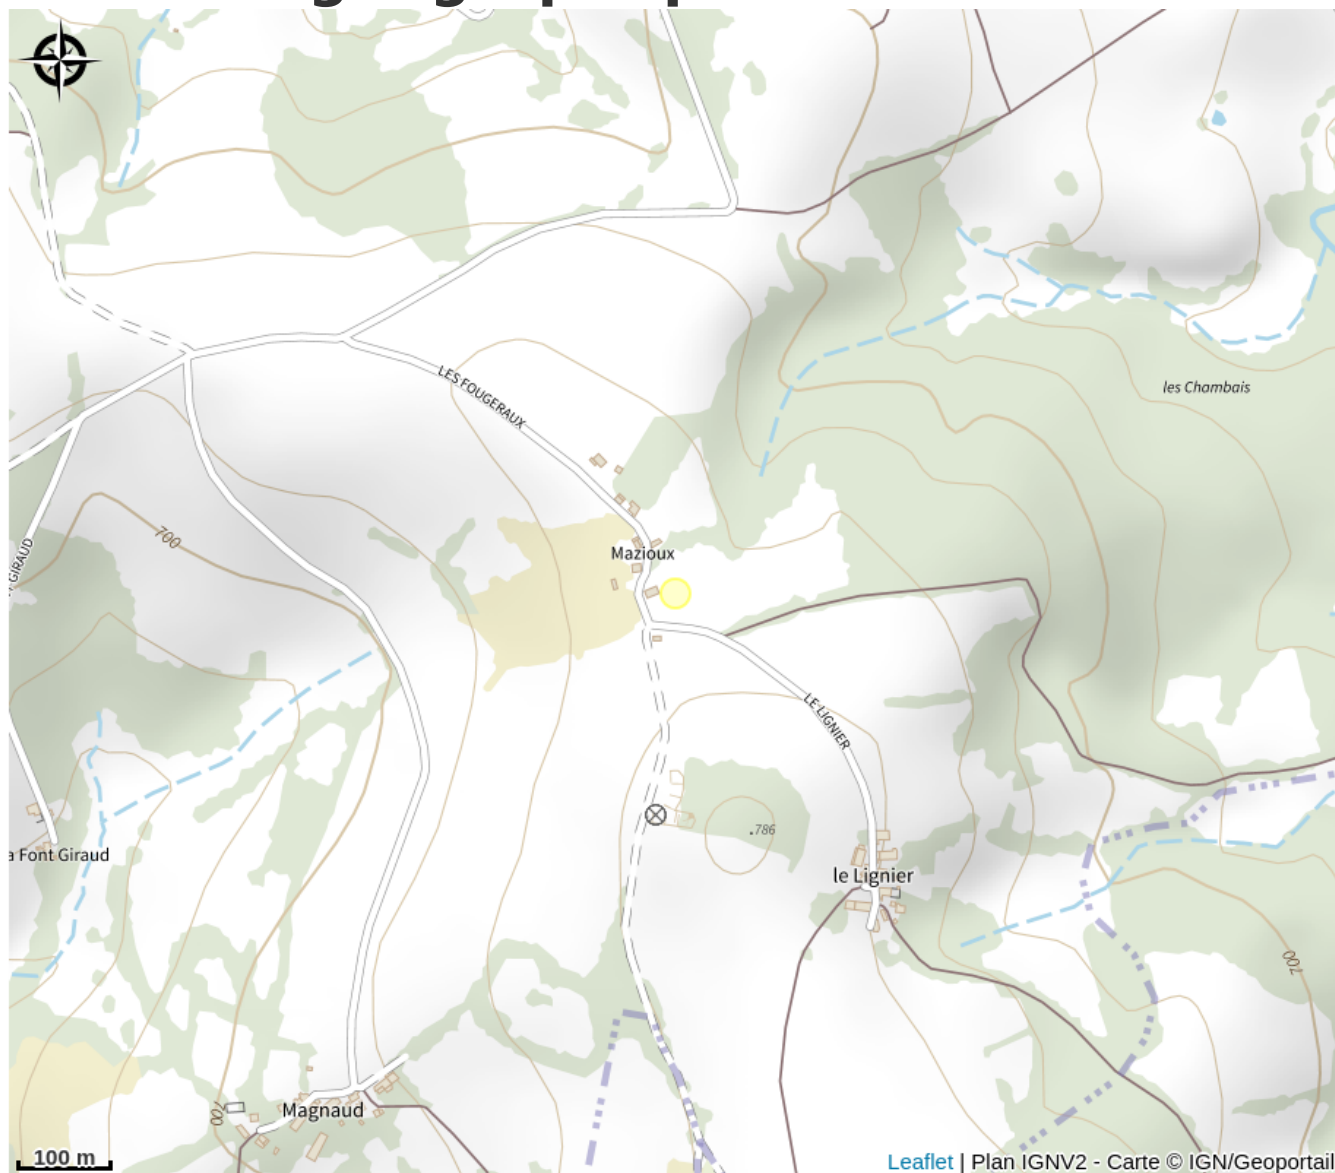 les Chambais
LES FOUGERAUX
700
GIRAUD
Mazioux
LE LIGNIER
786
a Font Giraud
le Lignier
700
700
Magnaud
100 m
Leaflet | Plan IGNV2 - Carte © IGN/Geoportail